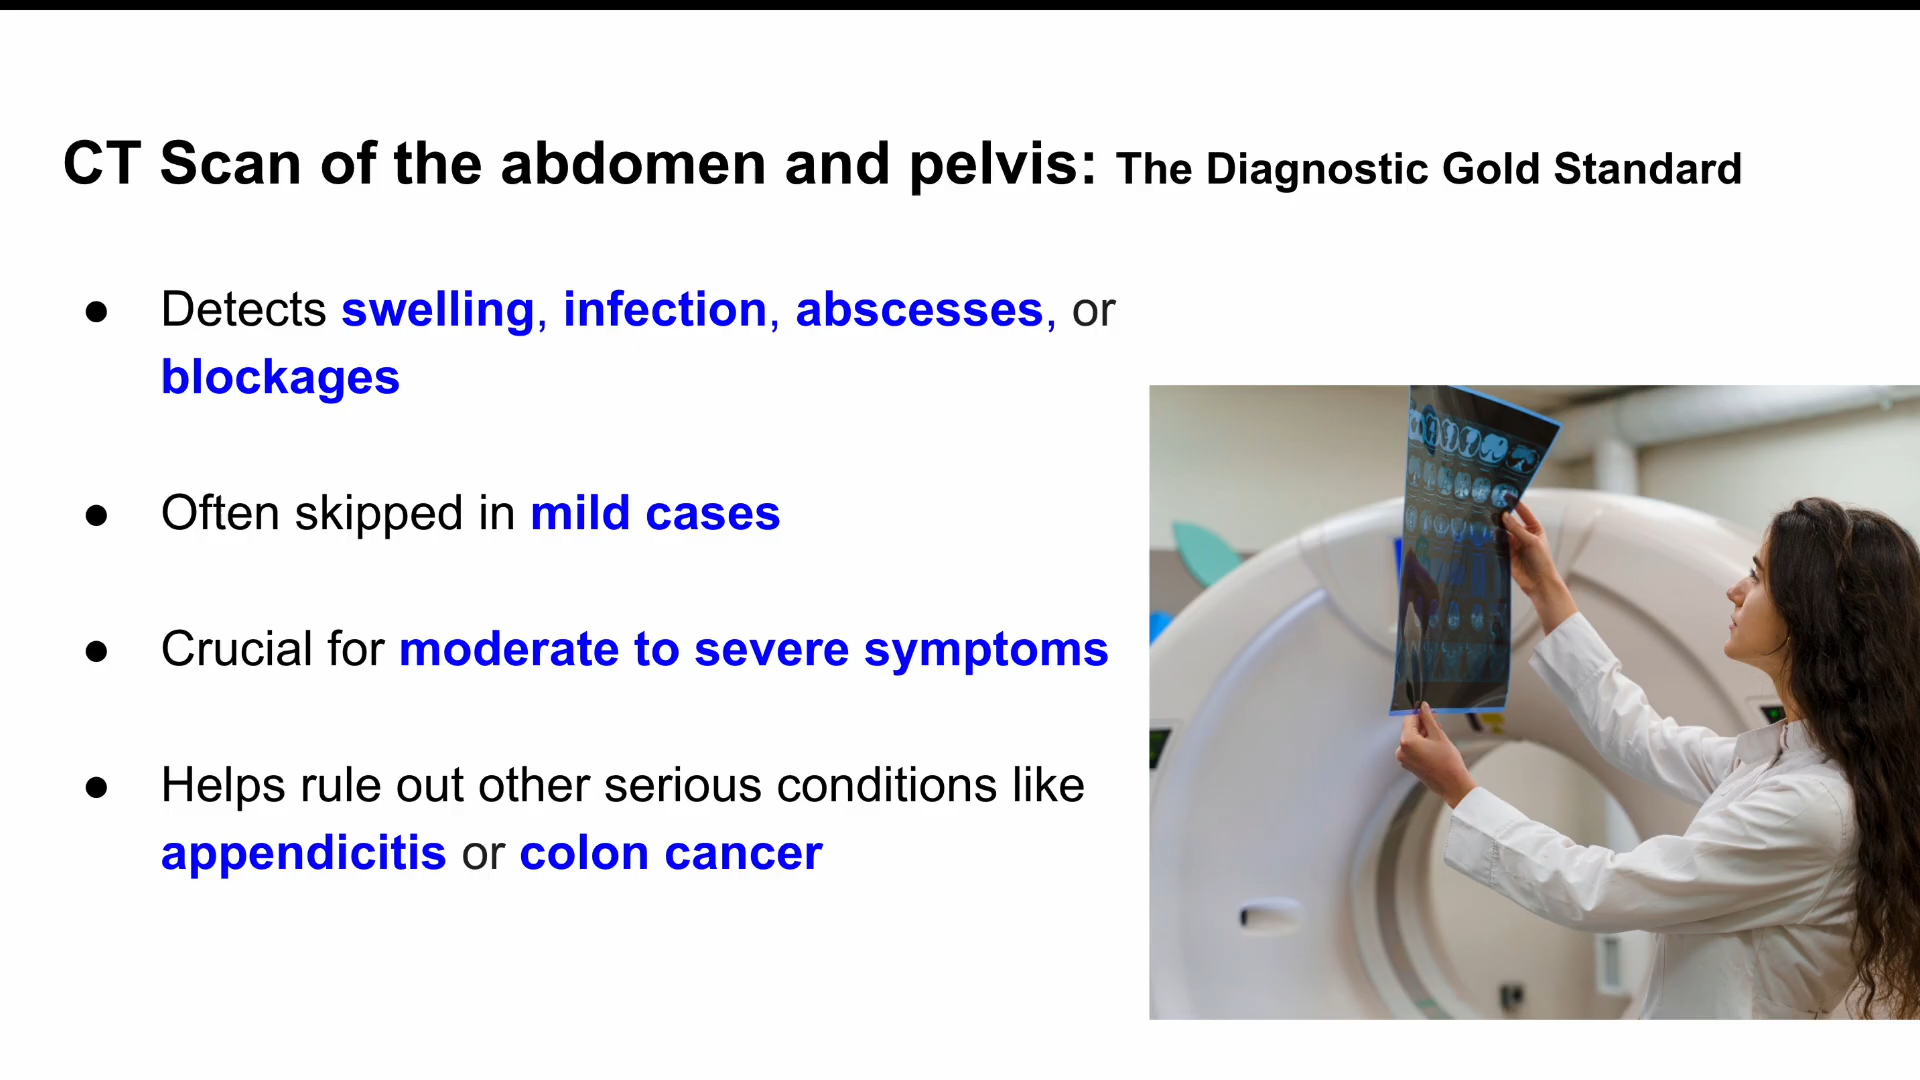 CT Scan of the abdomen and pelvis: The Diagnostic Gold Standard
● Detects swelling, infection, abscesses, or
blockages
● Often skipped in mild cases
● Crucial for moderate to severe symptoms
● Helps rule out other serious conditions like
appendicitis or colon cancer